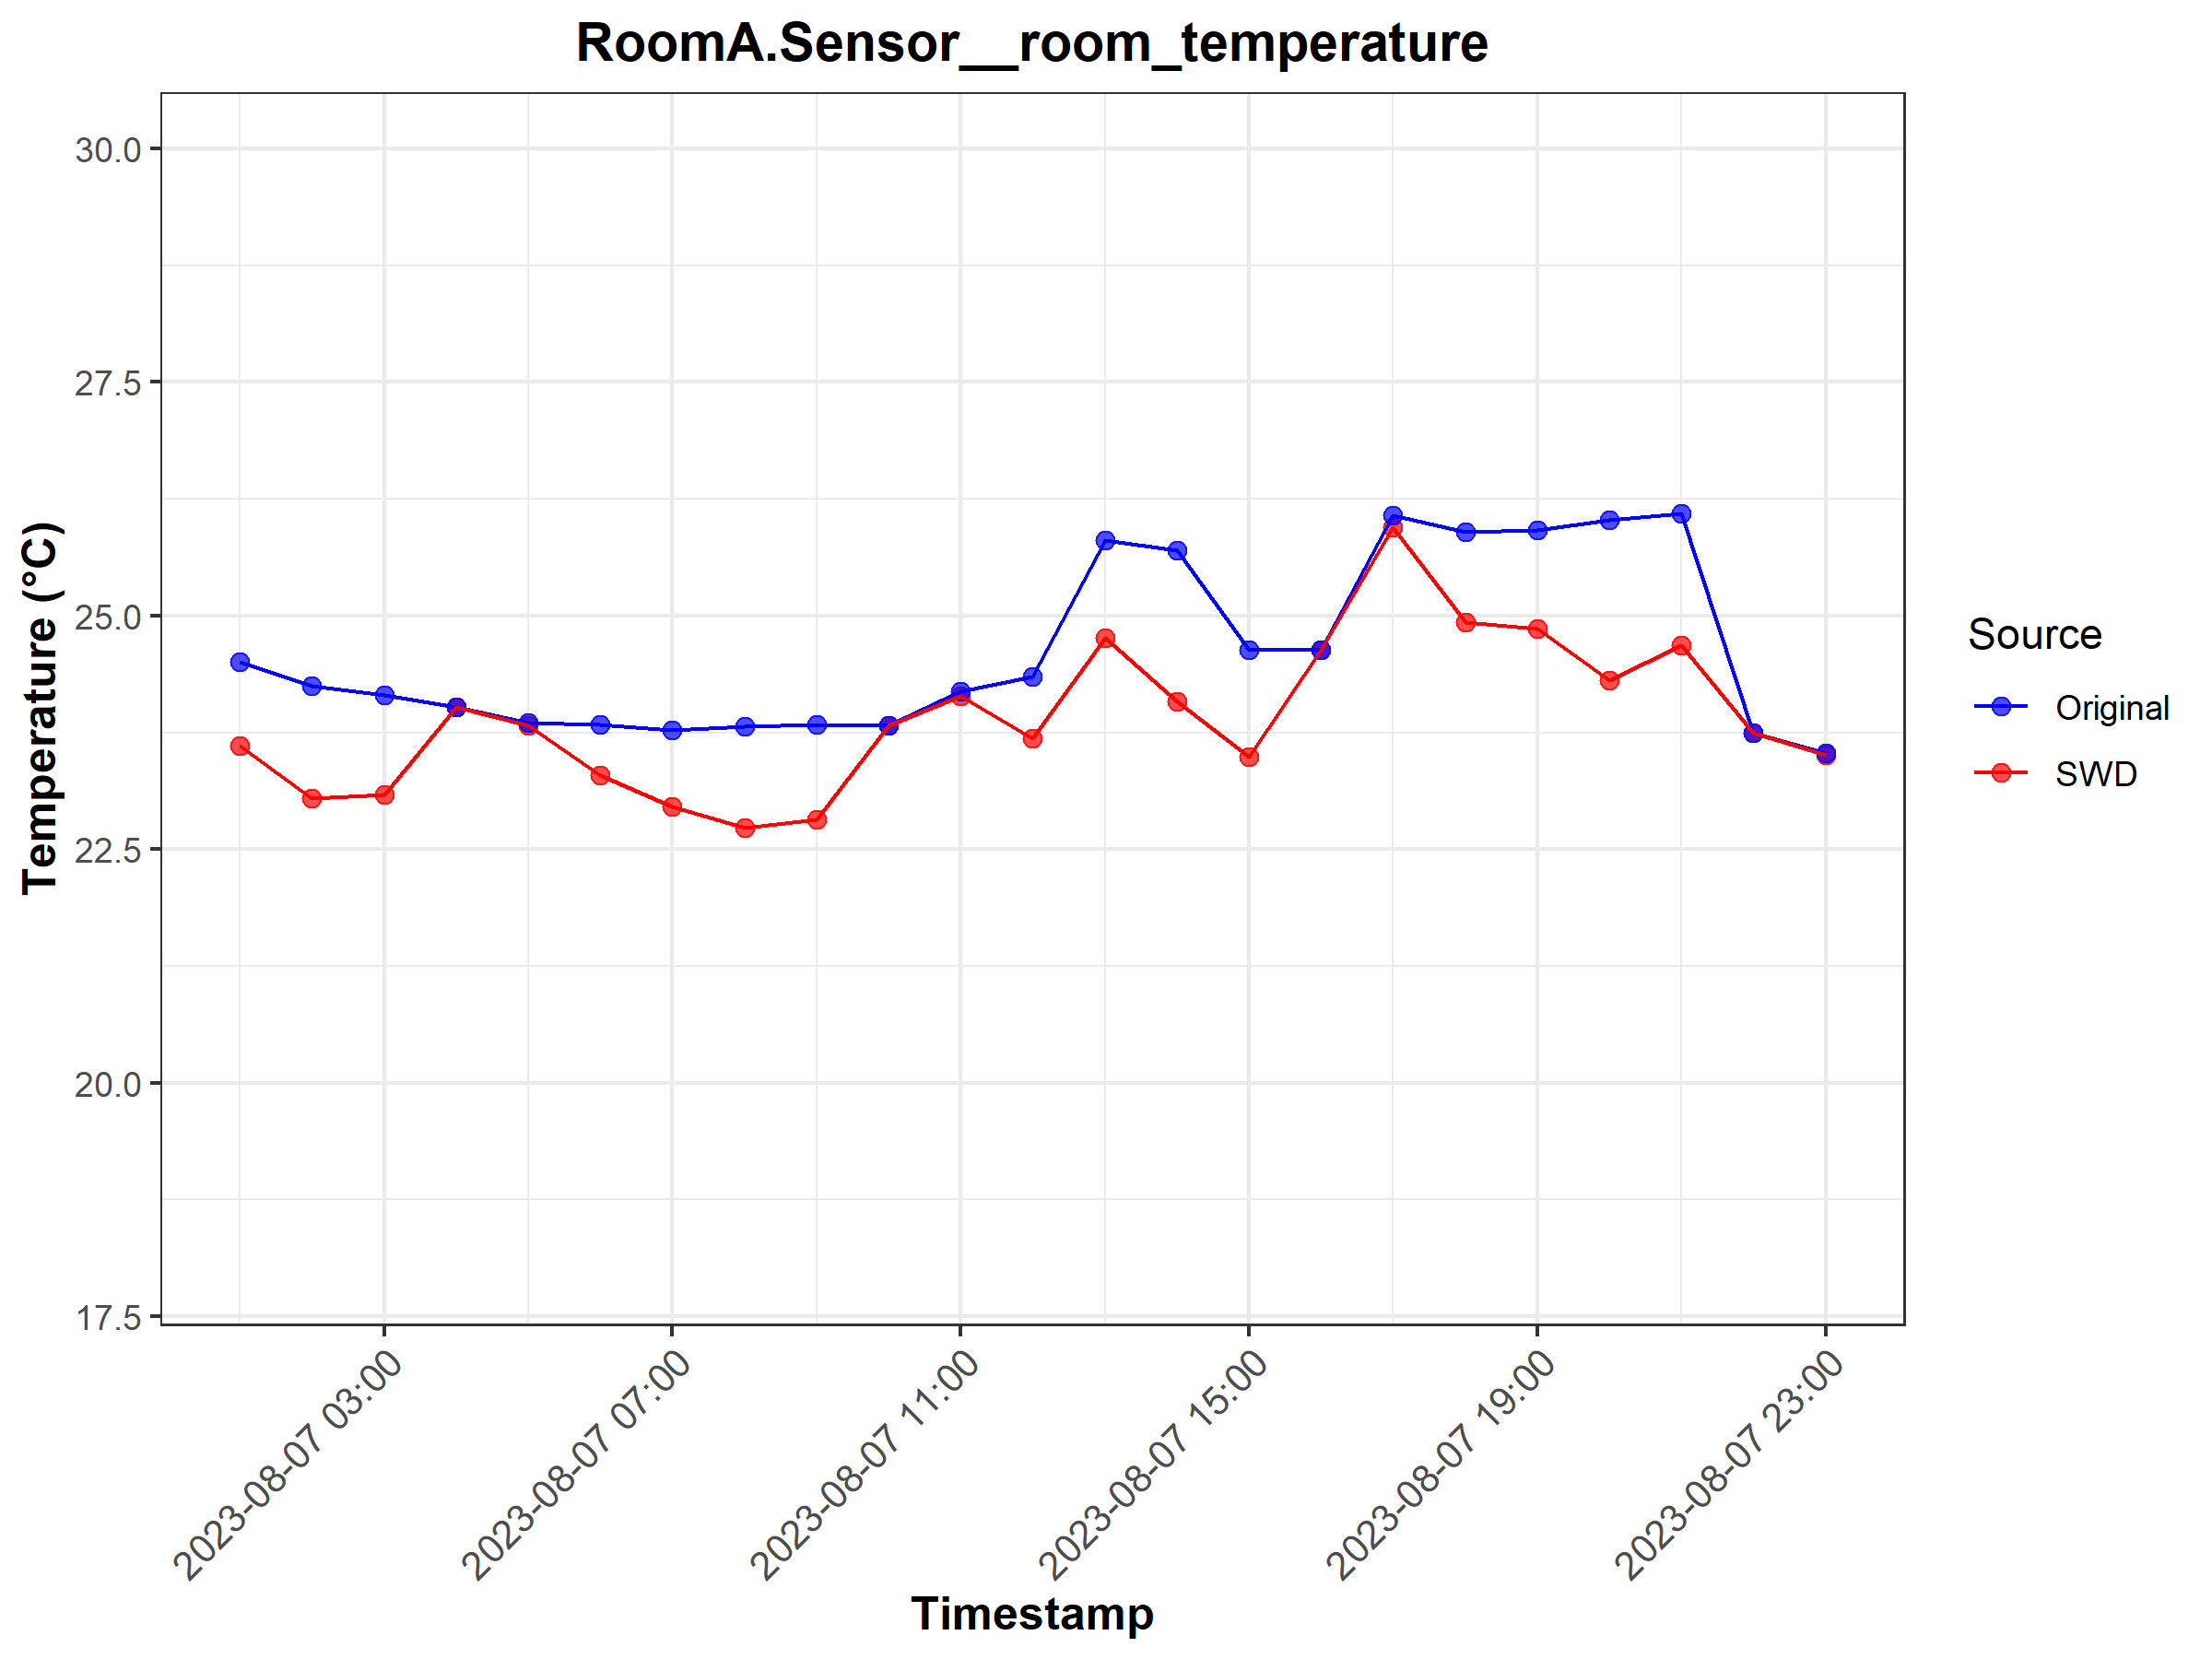 RoomA.Sensor__room_temperature
Temperature (°C)
30.0
27.5
25.0
22.5
20.0
17.5
2023-08-07 03:00
2023-08-07 07:00
2023-08-07 11:00
2023-08-07 15:00
2023-08-07 19:00
2023-08-07 23:00
Timestamp
Source
Original
SWD